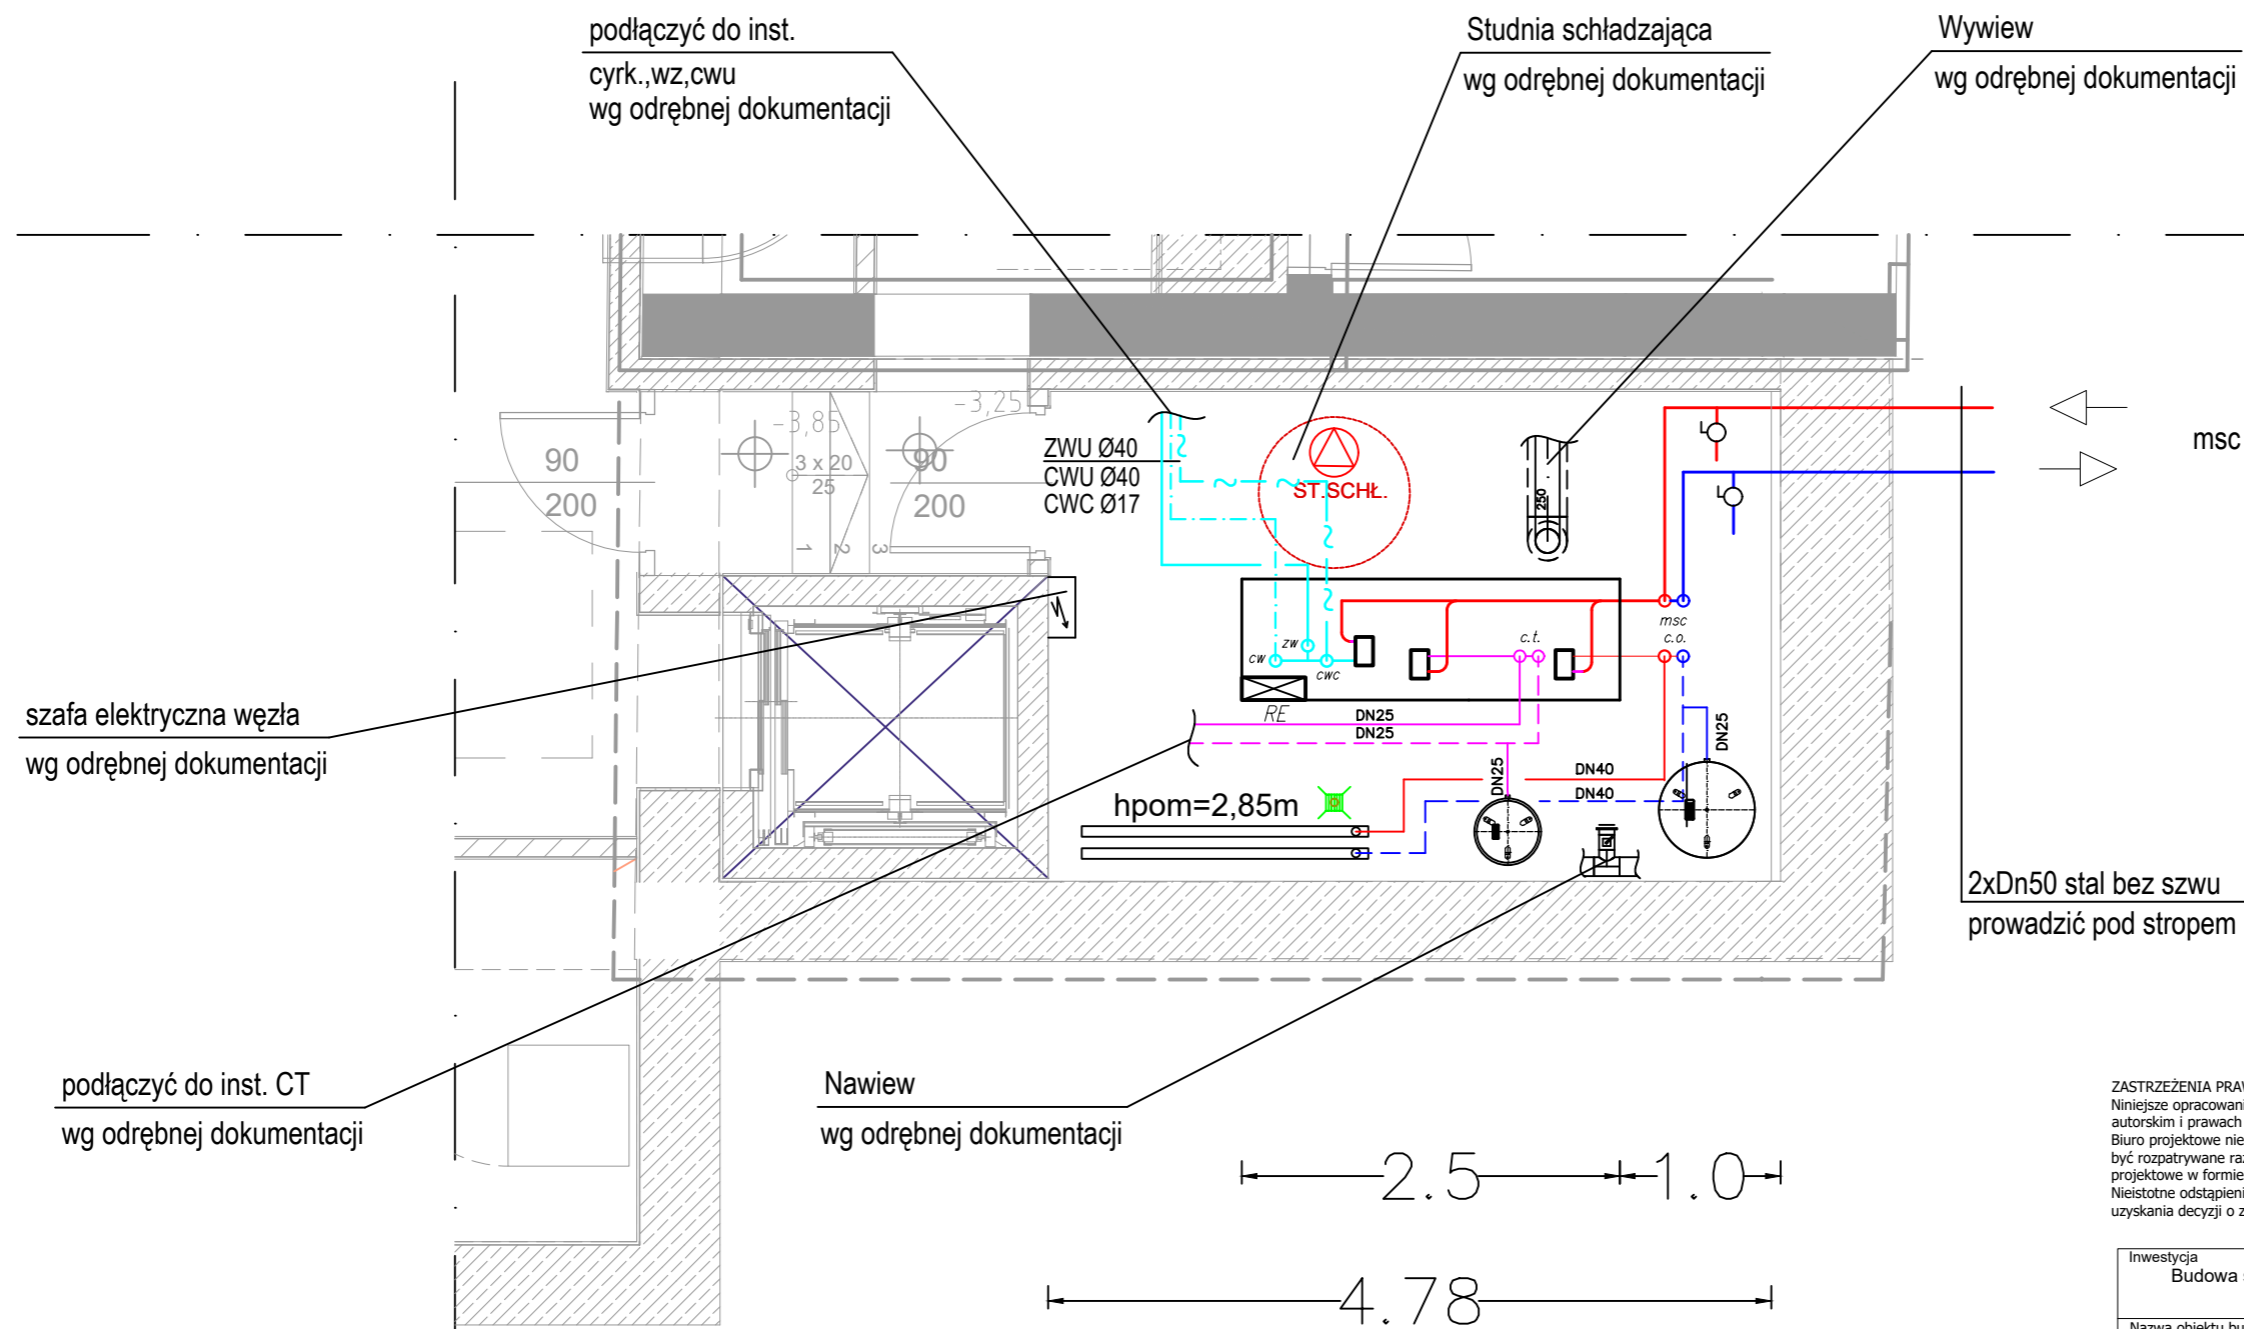 podłączyć do inst.
cyrk.,wz,cwu
wg odrębnej dokumentacji
Studnia schładzająca
wg odrębnej dokumentacji
Wywiew
wg odrębnej dokumentacji
-3,85
-3,25
90
200
3 x 20
25
90
200
1 2 3
ZWU Ø40
CWU Ø40
CWC Ø17
ST.SCHŁ.
250
msc
msc
c.o.
c.t.
cw
zw
cwc
RE
DN25
DN25
DN25
DN25
DN40
DN40
hpom=2,85m
szafa elektryczna węzła
wg odrębnej dokumentacji
2xDn50 stal bez szwu
prowadzić pod stropem
podłączyć do inst. CT
wg odrębnej dokumentacji
Nawiew
wg odrębnej dokumentacji
2.5
1.0
4.78
ZASTRZEŻENIA
Niniejsze
autorskim i prawach
Biuro projektowe nie
być rozpatrywane
projektowe w formie
Nieistotne
uzyskania decyzji o
Inwestycja
Budowa
Nazwa obiektu